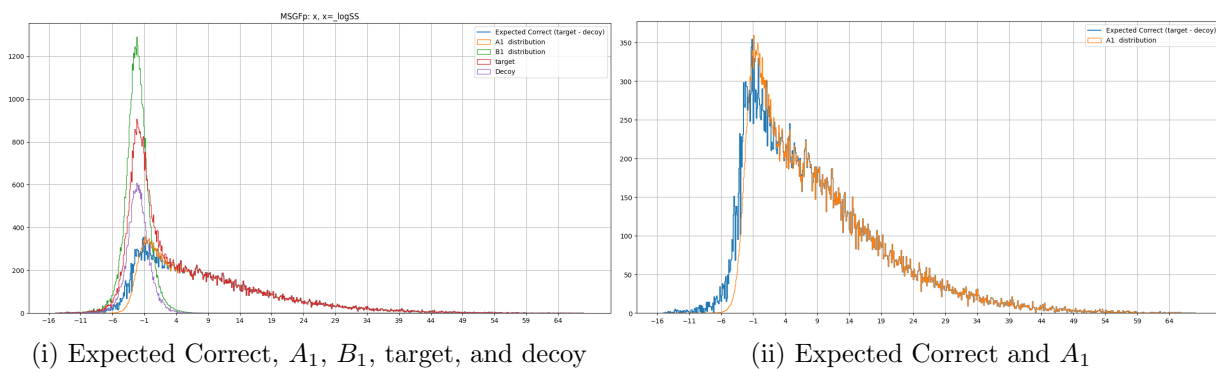 MSGFp: x, x=_logSS
Expected Correct (target - decoy)
A1 distribution
B1 distribution
target
Decoy
1200
1000
800
600
400
200
0
−16 −11 −6 −1 4 9 14 19 24 29 34 39 44 49 54 59 64
(i) Expected Correct, A₁, B₁, target, and decoy
Expected Correct (target - decoy)
A1 distribution
350
300
250
200
150
100
50
0
−16 −11 −6 −1 4 9 14 19 24 29 34 39 44 49 54 59 64
(ii) Expected Correct and A₁